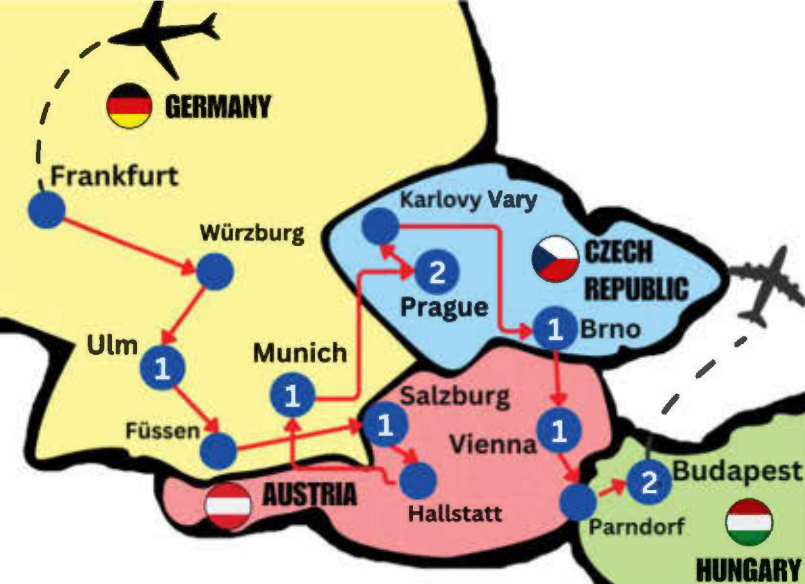 GERMANY
Frankfurt
Karlovy Vary
Würzburg
CZECH
REPUBLIC
2
Prague
1
Brno
Ulm
1
Munich
1
Salzburg
1
Füssen
Vienna
1
Budapest
2
AUSTRIA
Hallstatt
Parndorf
HUNGARY